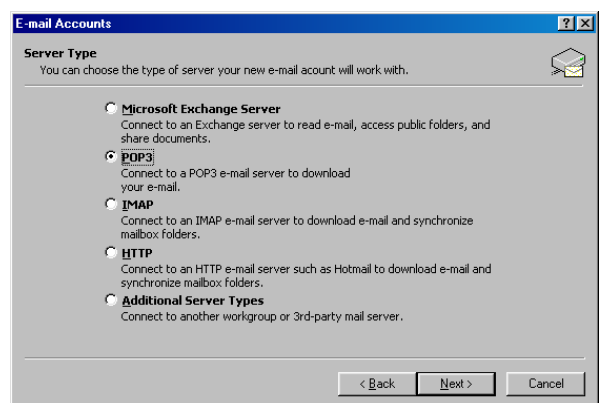 E-mail Accounts
Server Type
You can choose the type of server your new e-mail acount will work with.
Microsoft Exchange Server
Connect to an Exchange server to read e-mail, access public folders, and
share documents.
POP3
Connect to a POP3 e-mail server to download
your e-mail.
IMAP
Connect to an IMAP e-mail server to download e-mail and synchronize
mailbox folders.
HTTP
Connect to an HTTP e-mail server such as Hotmail to download e-mail and
synchronize mailbox folders.
Additional Server Types
Connect to another workgroup or 3rd-party mail server.
< Back Next > Cancel